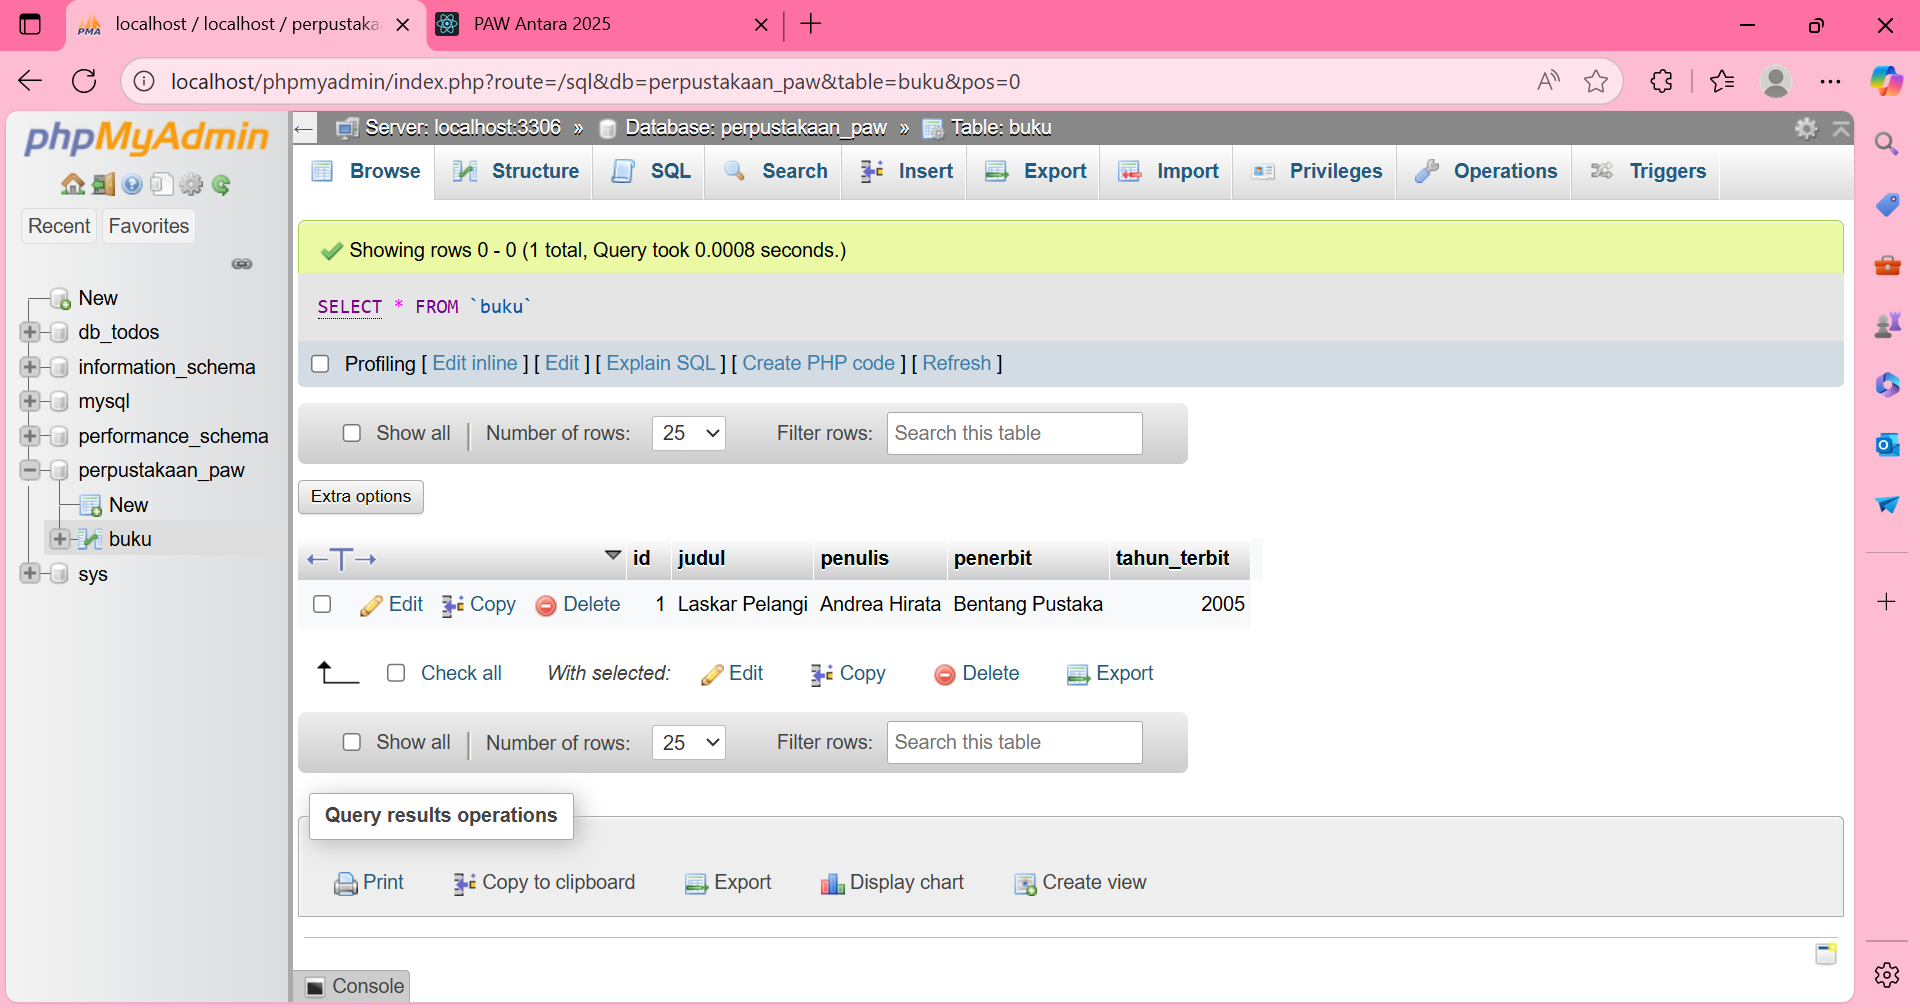 localhost / localhost / perpustaka
PAW Antara 2025
localhost/phpmyadmin/index.php?route=/sql&db=perpustakaan_paw&table=buku&pos=0
phpMyAdmin
Recent Favorites
New
db_todos
information_schema
mysql
performance_schema
perpustakaan_paw
New
buku
sys
Server: localhost:3306 » Database: perpustakaan_paw » Table: buku
Browse Structure SQL Search Insert Export Import Privileges Operations Triggers
Showing rows 0 - 0 (1 total, Query took 0.0008 seconds.)
SELECT * FROM `buku`
Profiling [ Edit inline ] [ Edit ] [ Explain SQL ] [ Create PHP code ] [ Refresh ]
Show all | Number of rows: 25 Filter rows: Search this table
Extra options
id judul penulis penerbit tahun_terbit
Edit Copy Delete 1 Laskar Pelangi Andrea Hirata Bentang Pustaka 2005
Check all With selected: Edit Copy Delete Export
Show all | Number of rows: 25 Filter rows: Search this table
Query results operations
Print Copy to clipboard Export Display chart Create view
Console